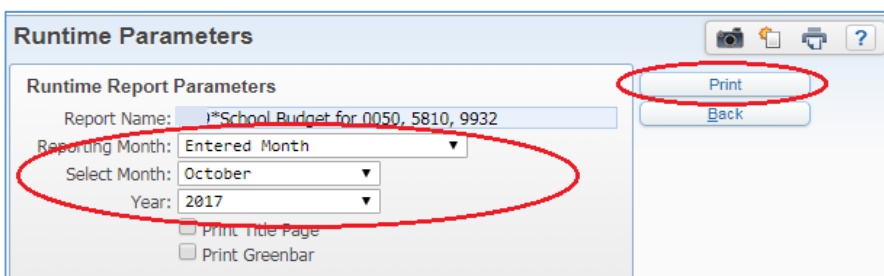 Runtime Parameters
?
Runtime Report Parameters
Report Name: )*School Budget for 0050, 5810, 9932
Reporting Month: Entered Month
Select Month: October
Year: 2017
Print Title Page
Print Greenbar
Print
Back